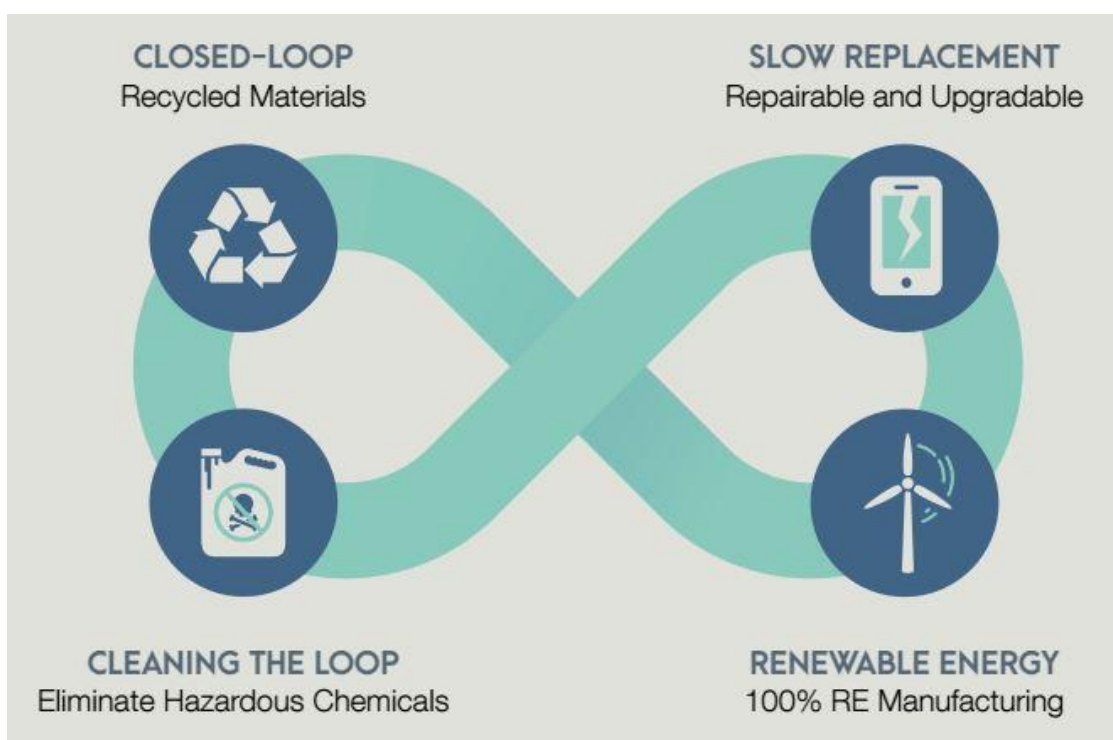 CLOSED-LOOP
Recycled Materials
SLOW REPLACEMENT
Repairable and Upgradable
CLEANING THE LOOP
Eliminate Hazardous Chemicals
RENEWABLE ENERGY
100% RE Manufacturing